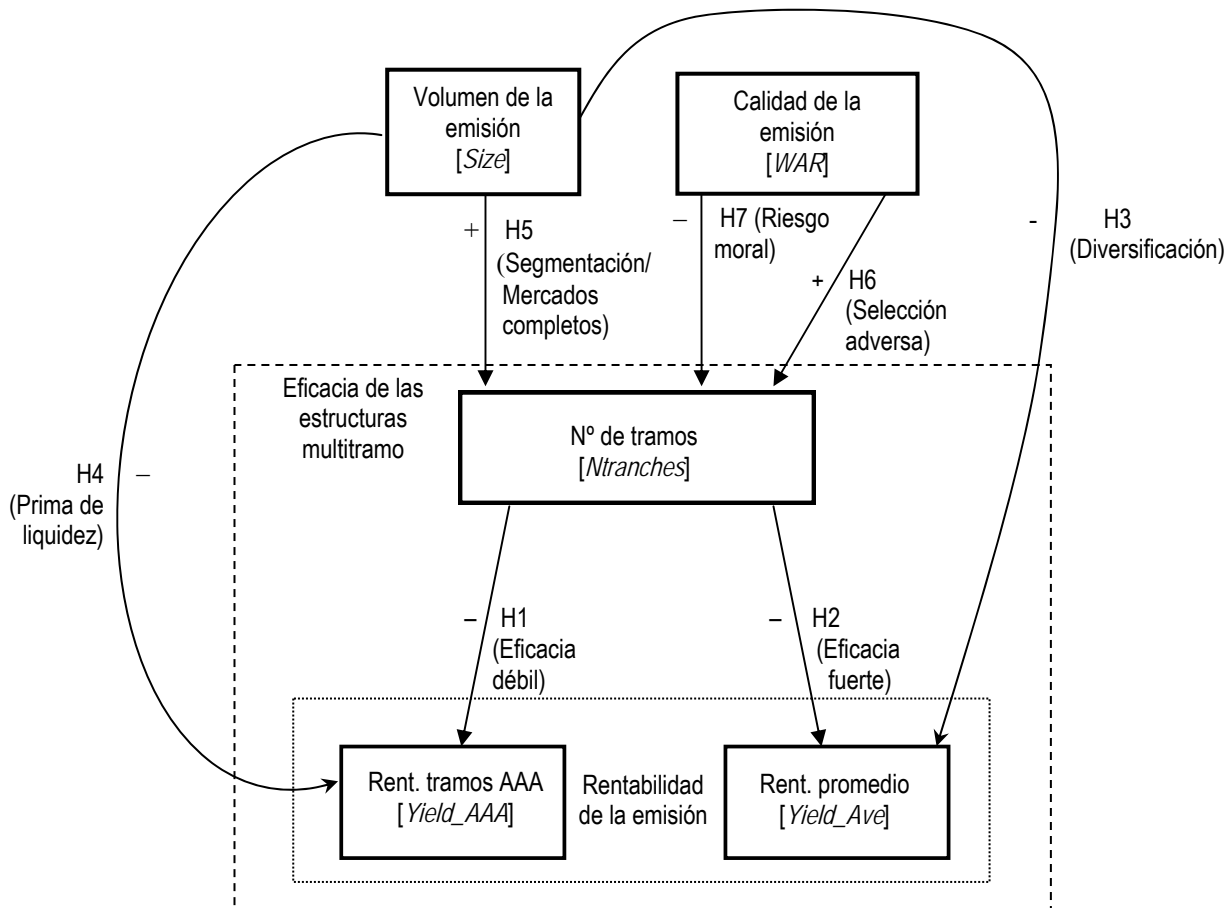 Volumen de la
emisión
[Size]
Calidad de la
emisión
[WAR]
+ H5
(Segmentación/
Mercados
completos)
– H7 (Riesgo
moral)
+ H6
(Selección
adversa)
- H3
(Diversificación)
Eficacia de las
estructuras
multitramo
Nº de tramos
[Ntranches]
H4 –
(Prima de
liquidez)
– H1
(Eficacia
débil)
– H2
(Eficacia
fuerte)
Rent. tramos AAA
[Yield_AAA]
Rentabilidad
de la emisión
Rent. promedio
[Yield_Ave]